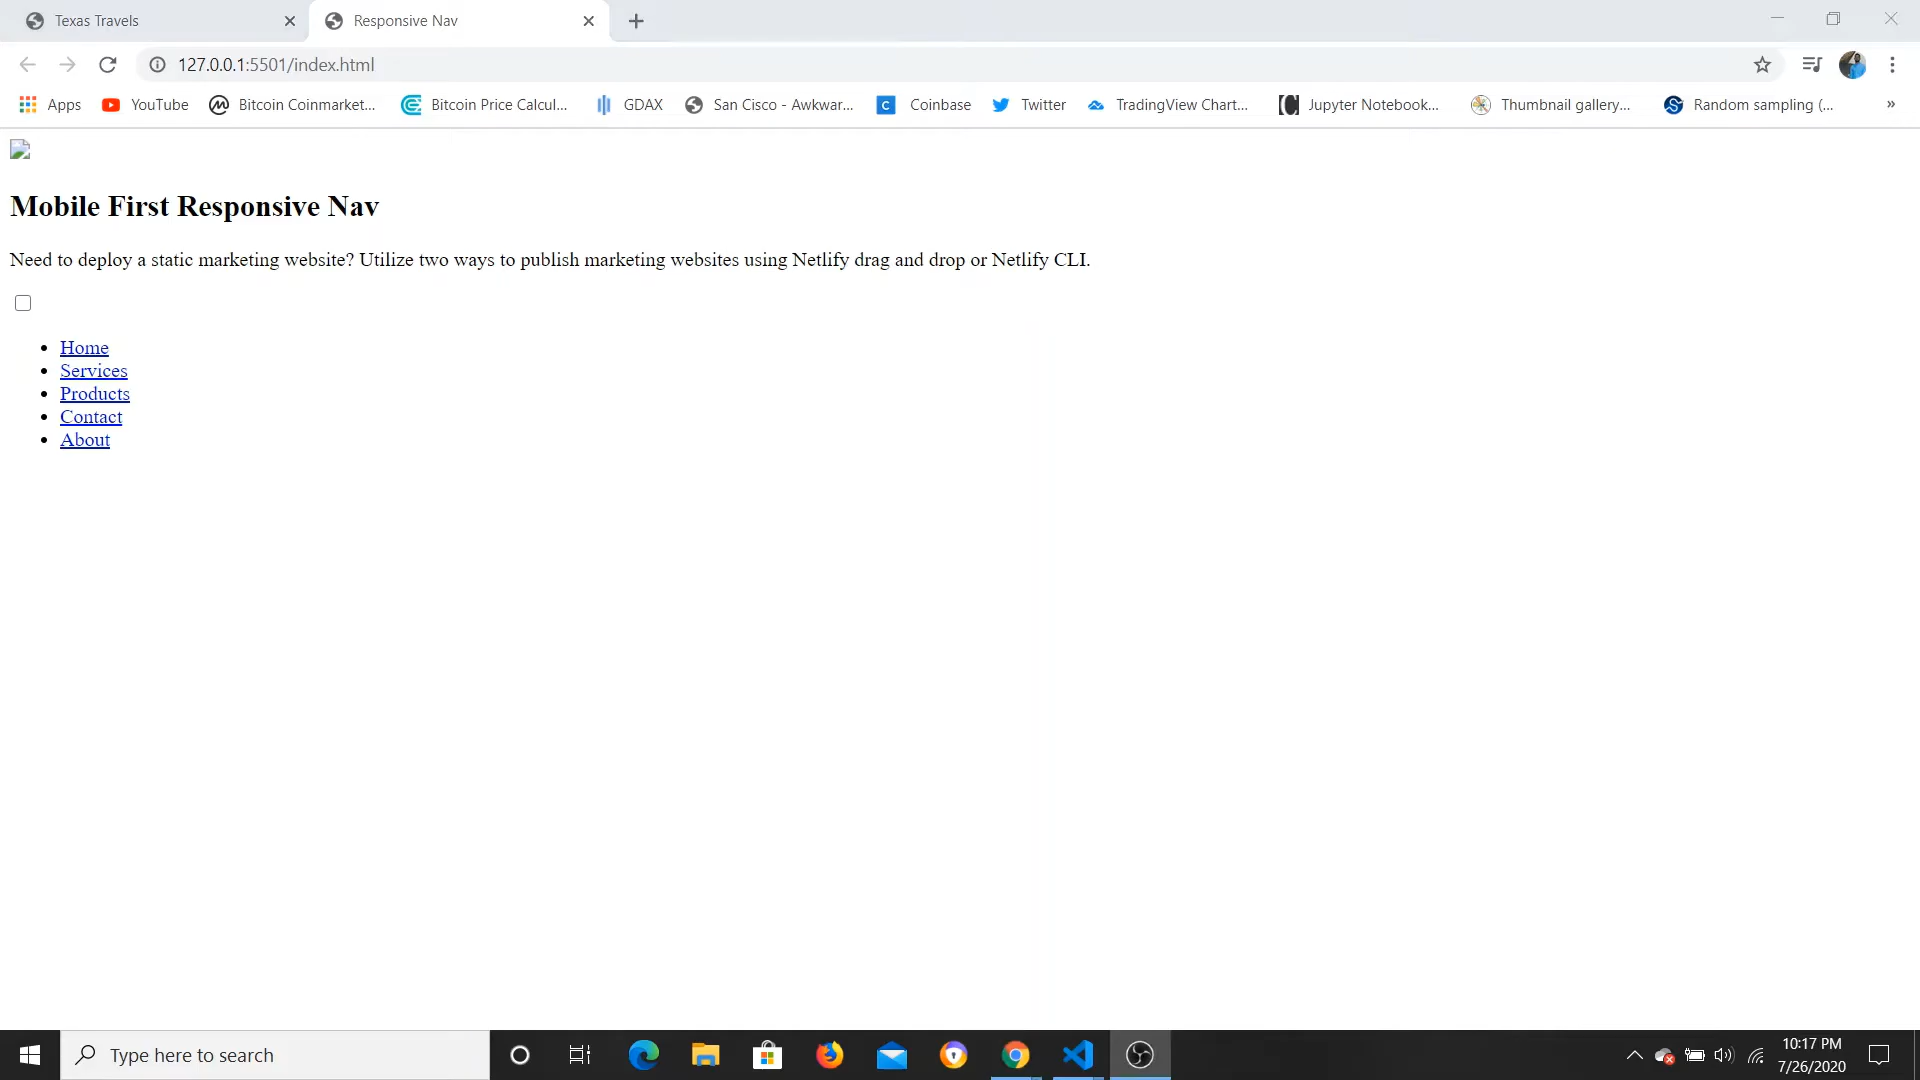 Texas Travels
Responsive Nav
127.0.0.1:5501/index.html
Apps
YouTube
Bitcoin Coinmarket...
Bitcoin Price Calcul...
GDAX
San Cisco - Awkwar...
C
Coinbase
Twitter
TradingView Chart...
Jupyter Notebook...
Thumbnail gallery...
Random sampling (...
»
Mobile First Responsive Nav
Need to deploy a static marketing website? Utilize two ways to publish marketing websites using Netlify drag and drop or Netlify CLI.
Home
Services
Products
Contact
About
Type here to search
10:17 PM
7/26/2020